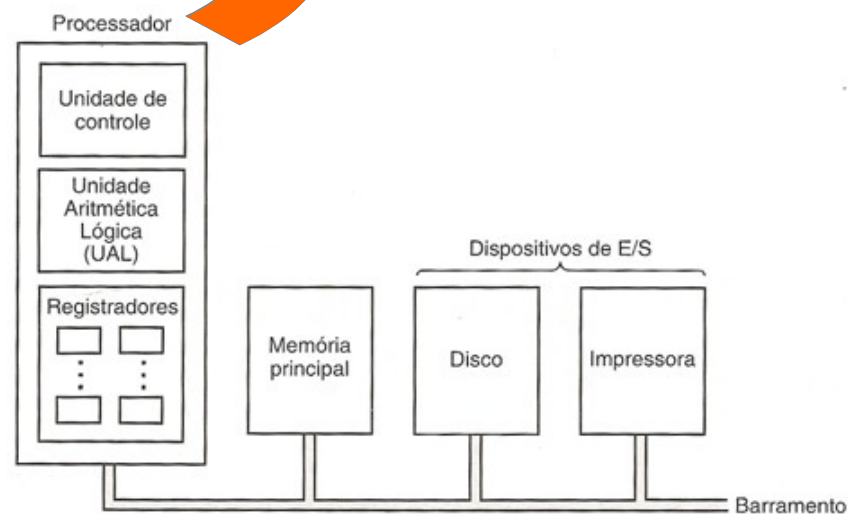 Processador
Unidade de
controle
Unidade
Aritmética
Lógica
(UAL)
Registradores
Memória
principal
Dispositivos de E/S
Disco
Impressora
Barramento